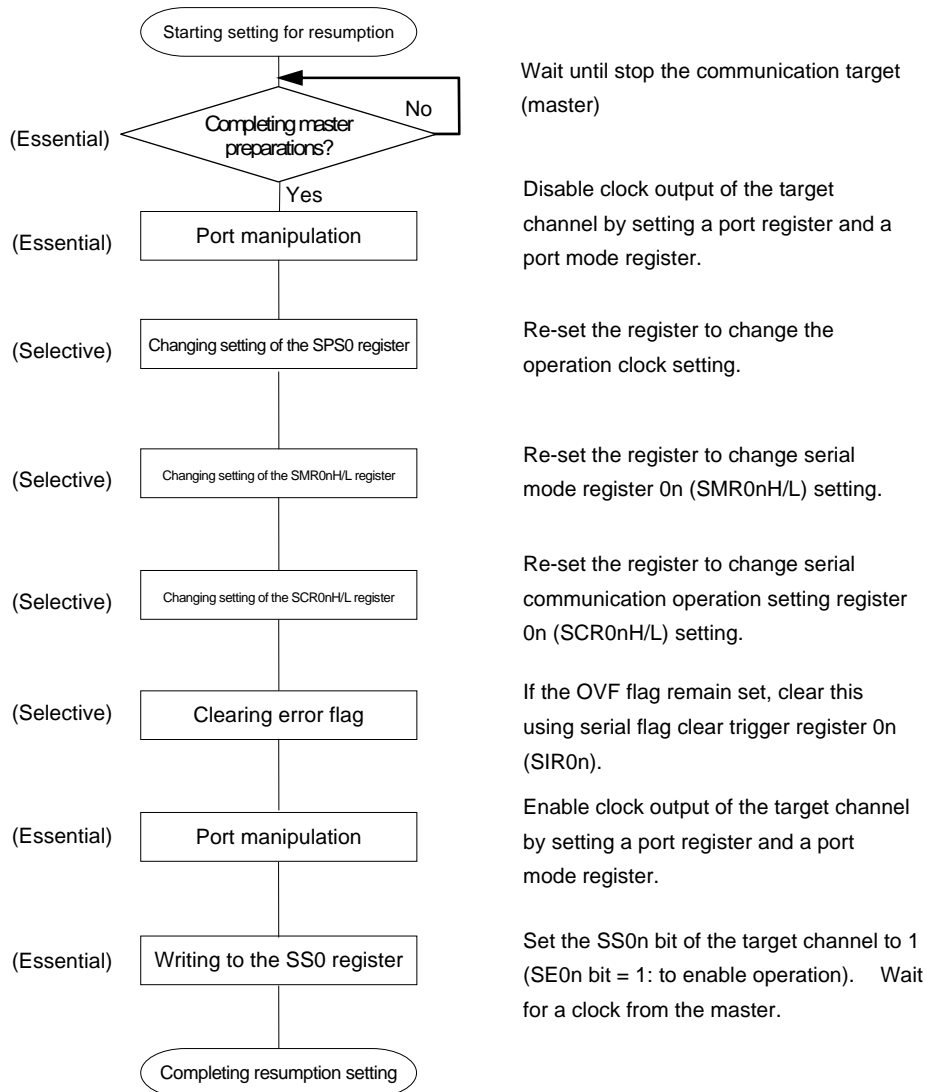 Starting setting for resumption
Wait until stop the communication target
(master)
No
(Essential)
Completing master
preparations?
Yes
Disable clock output of the target
channel by setting a port register and a
port mode register.
(Essential)
Port manipulation
(Selective)
Changing setting of the SPS0 register
Re-set the register to change the
operation clock setting.
(Selective)
Changing setting of the SMR0nH/L register
Re-set the register to change serial
mode register 0n (SMR0nH/L) setting.
(Selective)
Changing setting of the SCR0nH/L register
Re-set the register to change serial
communication operation setting register
0n (SCR0nH/L) setting.
(Selective)
Clearing error flag
If the OVF flag remain set, clear this
using serial flag clear trigger register 0n
(SIR0n).
(Essential)
Port manipulation
Enable clock output of the target channel
by setting a port register and a port
mode register.
(Essential)
Writing to the SS0 register
Set the SS0n bit of the target channel to 1
(SE0n bit = 1: to enable operation). Wait
for a clock from the master.
Completing resumption setting